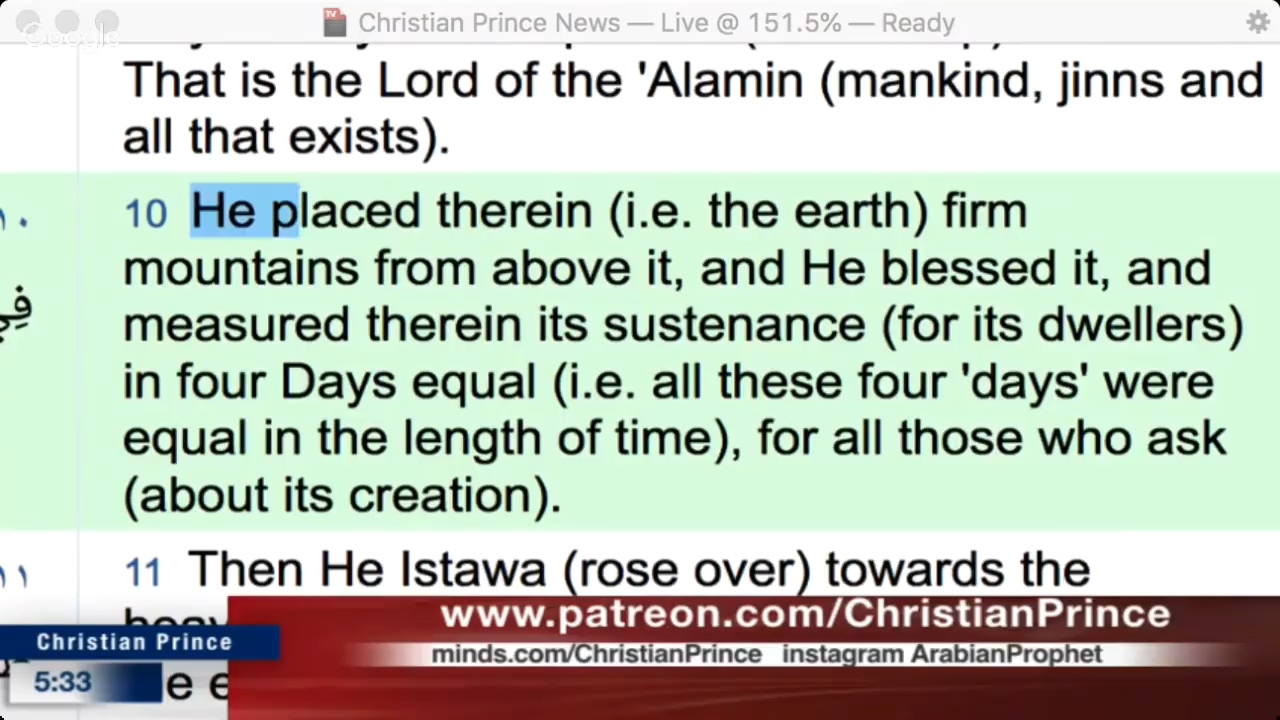 Christian Prince News — Live @ 151.5% — Ready
Google
That is the Lord of the 'Alamin (mankind, jinns and
all that exists).
١٠
10 He placed therein (i.e. the earth) firm
mountains from above it, and He blessed it, and
measured therein its sustenance (for its dwellers)
in four Days equal (i.e. all these four 'days' were
equal in the length of time), for all those who ask
(about its creation).
١١
11 Then He Istawa (rose over) towards the
www.patreon.com/ChristianPrince
Christian Prince
minds.com/ChristianPrince instagram ArabianProphet
5:33